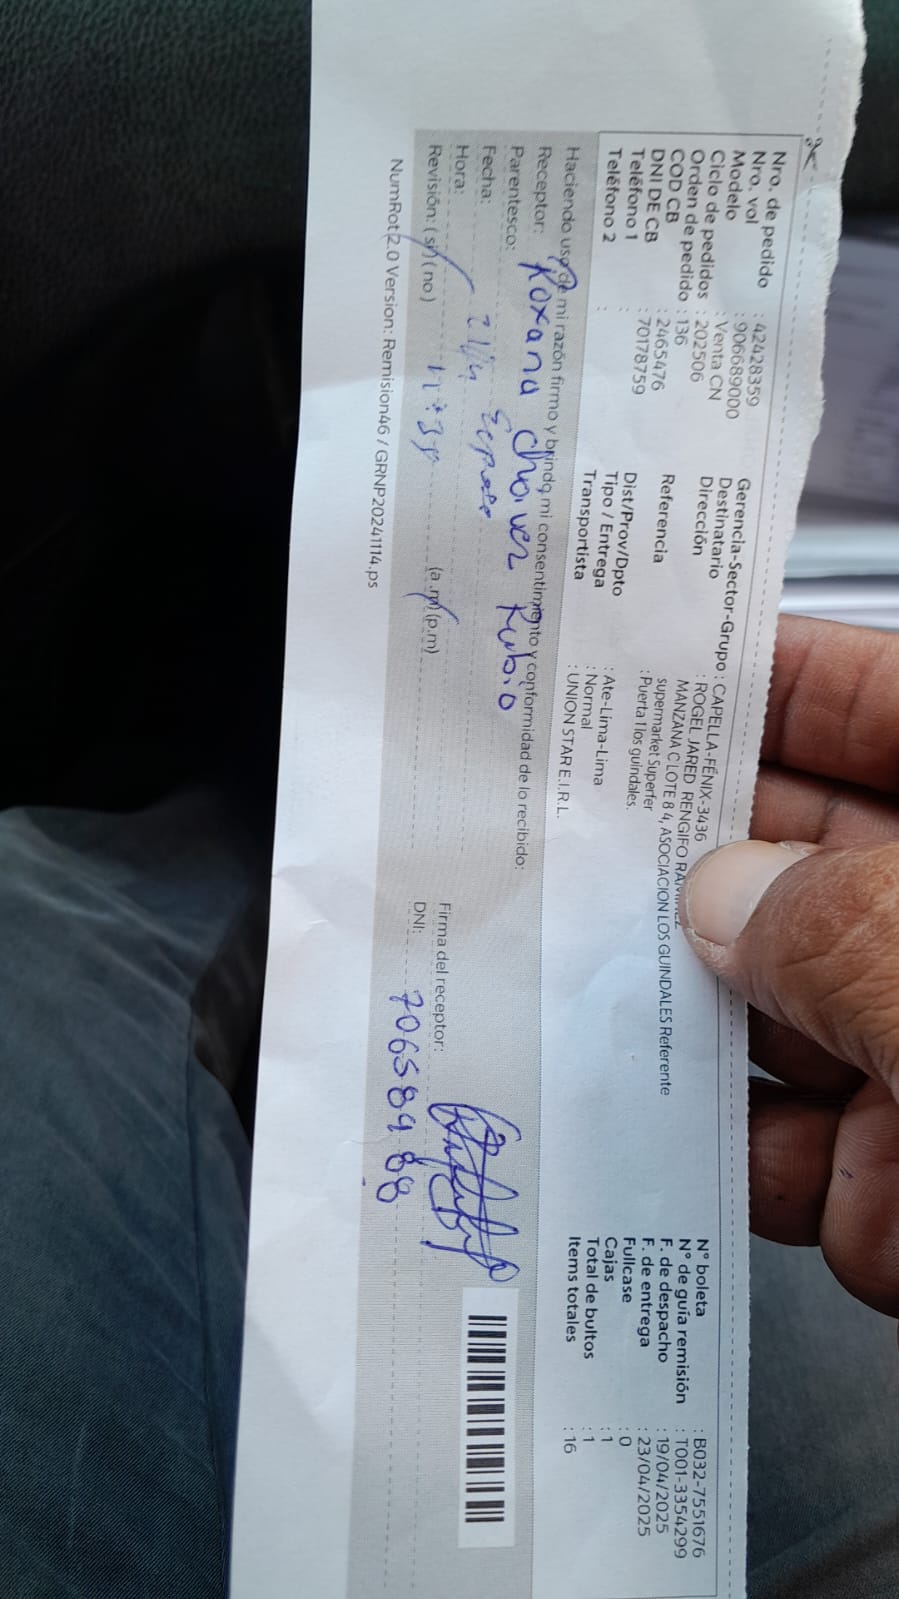 Nro. de pedido : 42428359
Nro. vol : 906689000
Modelo : Venta CN
Ciclo de pedidos : 202506
Orden de pedido : 136
COD CB : 2465476
DNI DE CB : 70178759
Teléfono 1 :
Teléfono 2 :
Gerencia-Sector-Grupo : CAPELLA-FÉNIX-3436
Destinatario : ROGEL JARED RENGIFO
Dirección MANZANA C LOTE 8 4, ASOCIACION LOS GUINDALES Referente
supermarket Superfer
Referencia : Puerta 1 los guindales.
Dist/Prov/Dpto : Ate-Lima-Lima
Tipo / Entrega : Normal
Transportista : UNION STAR E.I.R.L.
N° boleta : B032-7551676
N° de guía remisión : T001-3354299
F. de despacho : 19/04/2025
F. de entrega : 23/04/2025
Fullcase : 0
Cajas : 1
Total de bultos : 1
Items totales : 16
Haciendo uso de mi razón firmo y brindo mi consentimiento y conformidad de lo recibido:
Receptor: Roxana Rubio
Parentesco:
Fecha:
Hora: (a.m) (p.m)
Revisión: (si) (no)
Firma del receptor:
DNI: 70658988
NumRot 2.0 Version: Remision46 / GRNP20241114.ps